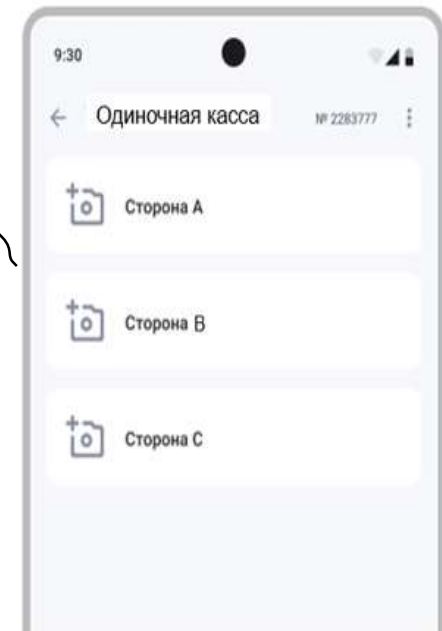 9:30
Одиночная касса № 2283777
Сторона A
Сторона B
Сторона C